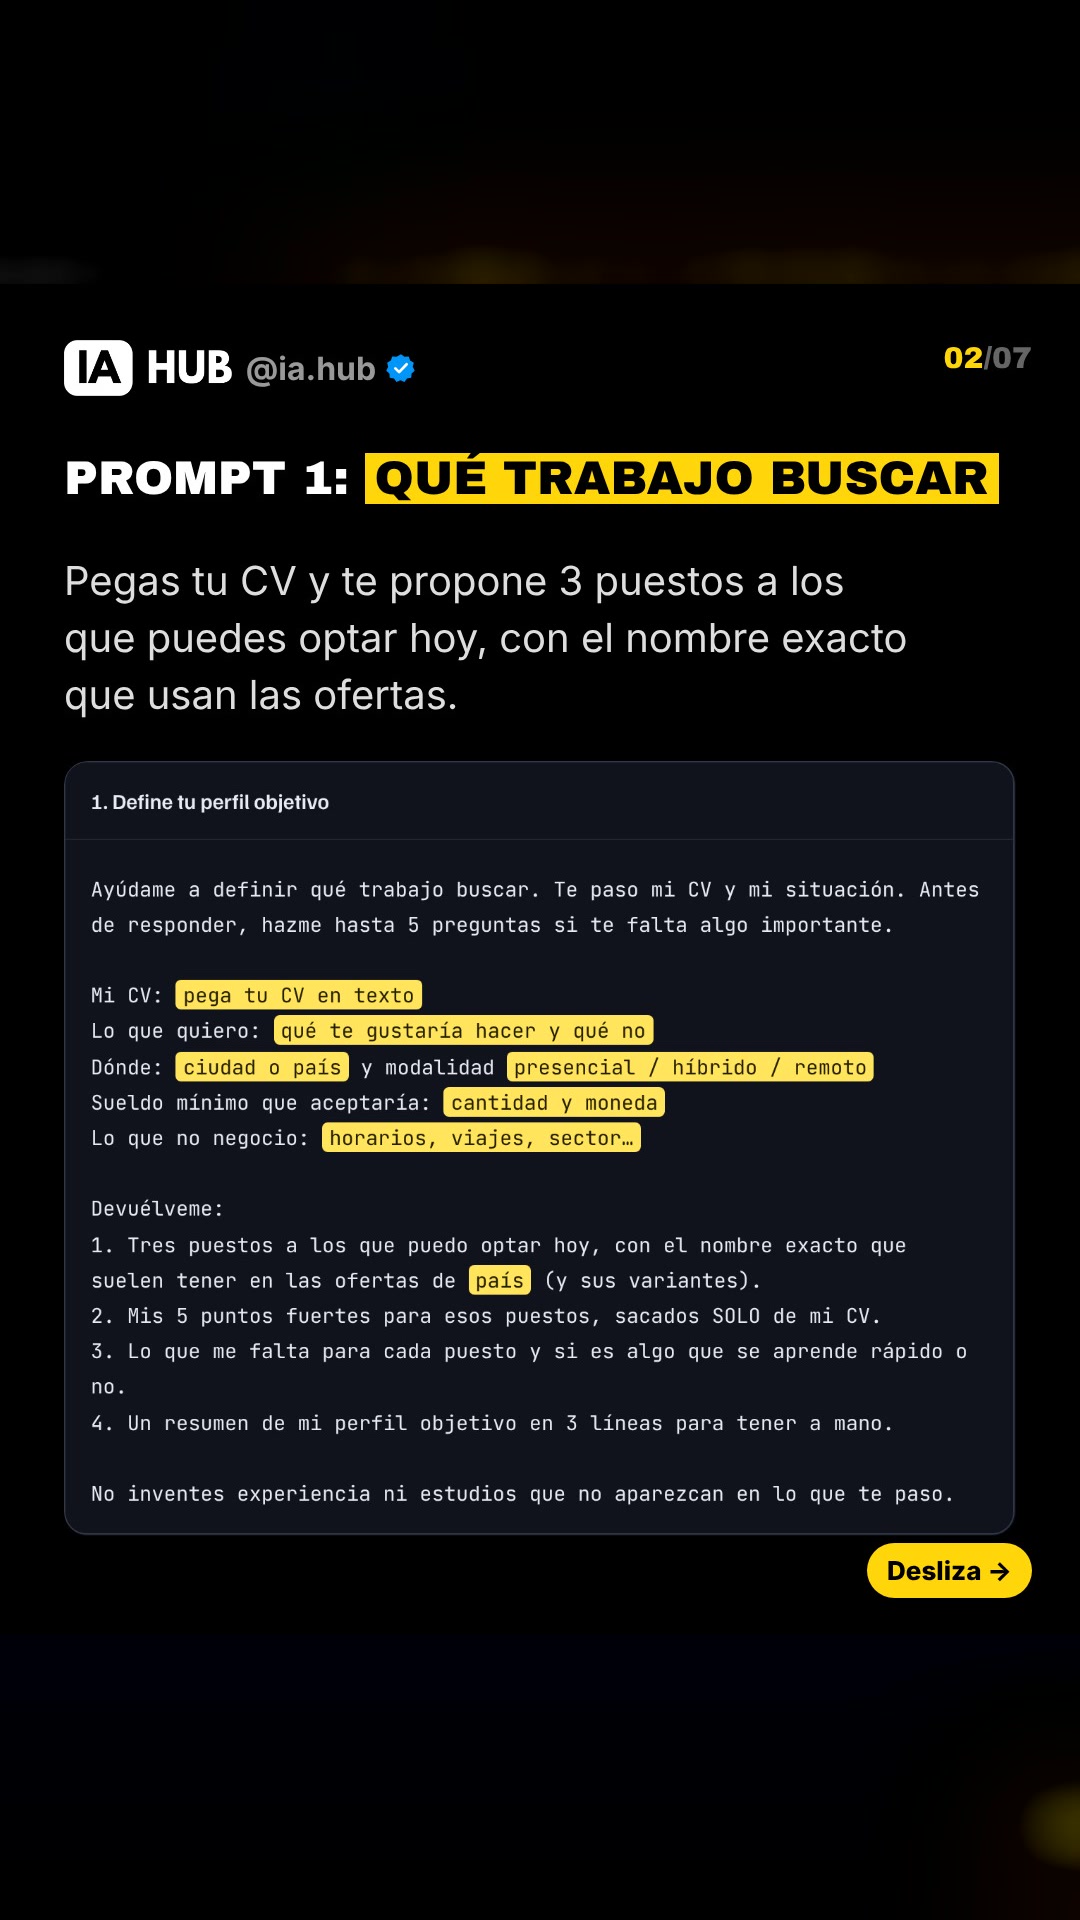 IA HUB @ia.hub
02/07
PROMPT 1: QUÉ TRABAJO BUSCAR
Pegas tu CV y te propone 3 puestos a los
que puedes optar hoy, con el nombre exacto
que usan las ofertas.
1. Define tu perfil objetivo
Ayúdame a definir qué trabajo buscar. Te paso mi CV y mi situación. Antes
de responder, hazme hasta 5 preguntas si te falta algo importante.
Mi CV: pega tu CV en texto
Lo que quiero: qué te gustaría hacer y qué no
Dónde: ciudad o país y modalidad presencial / híbrido / remoto
Sueldo mínimo que aceptaría: cantidad y moneda
Lo que no negocio: horarios, viajes, sector…
Devuélveme:
1. Tres puestos a los que puedo optar hoy, con el nombre exacto que
suelen tener en las ofertas de país (y sus variantes).
2. Mis 5 puntos fuertes para esos puestos, sacados SOLO de mi CV.
3. Lo que me falta para cada puesto y si es algo que se aprende rápido o
no.
4. Un resumen de mi perfil objetivo en 3 líneas para tener a mano.
No inventes experiencia ni estudios que no aparezcan en lo que te paso.
Desliza →